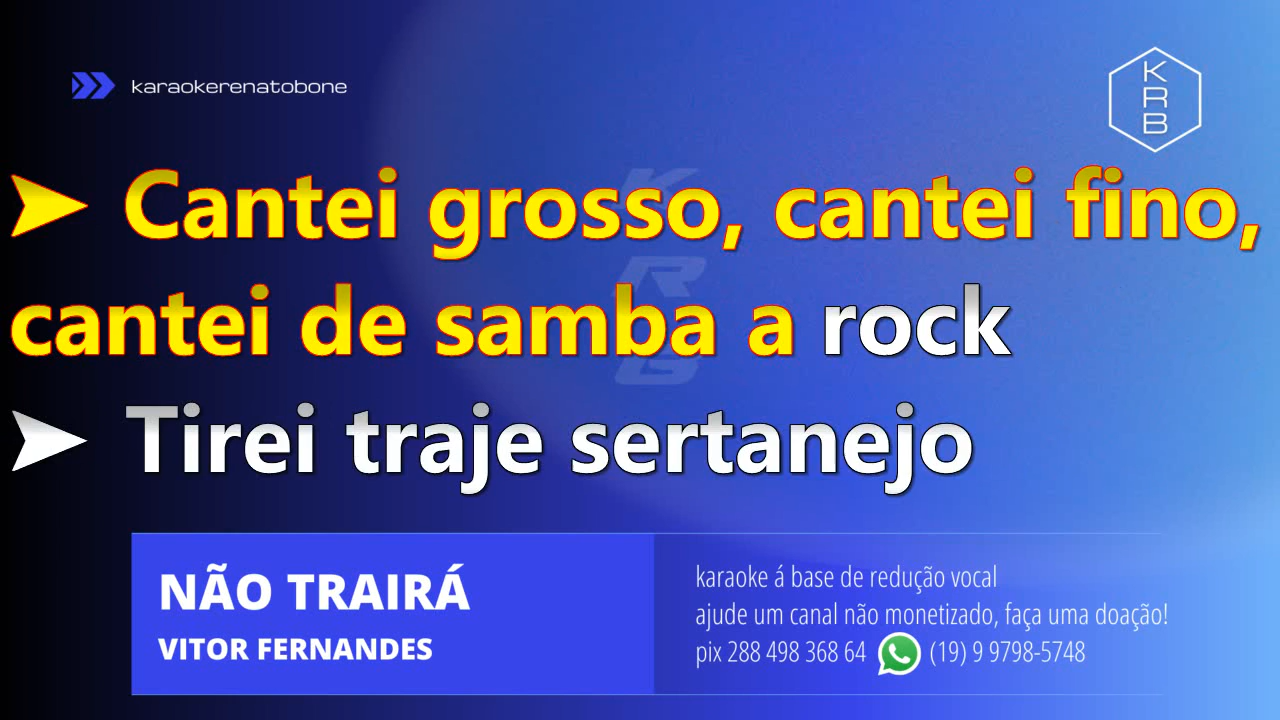 karaokerenatobone
K
R
B
➤ Cantei grosso, cantei fino,
cantei de samba a rock
➤ Tirei traje sertanejo
K
R
B
NÃO TRAIRÁ
VITOR FERNANDES
karaoke á base de redução vocal
ajude um canal não monetizado, faça uma doação!
pix 288 498 368 64 (19) 9 9798-5748